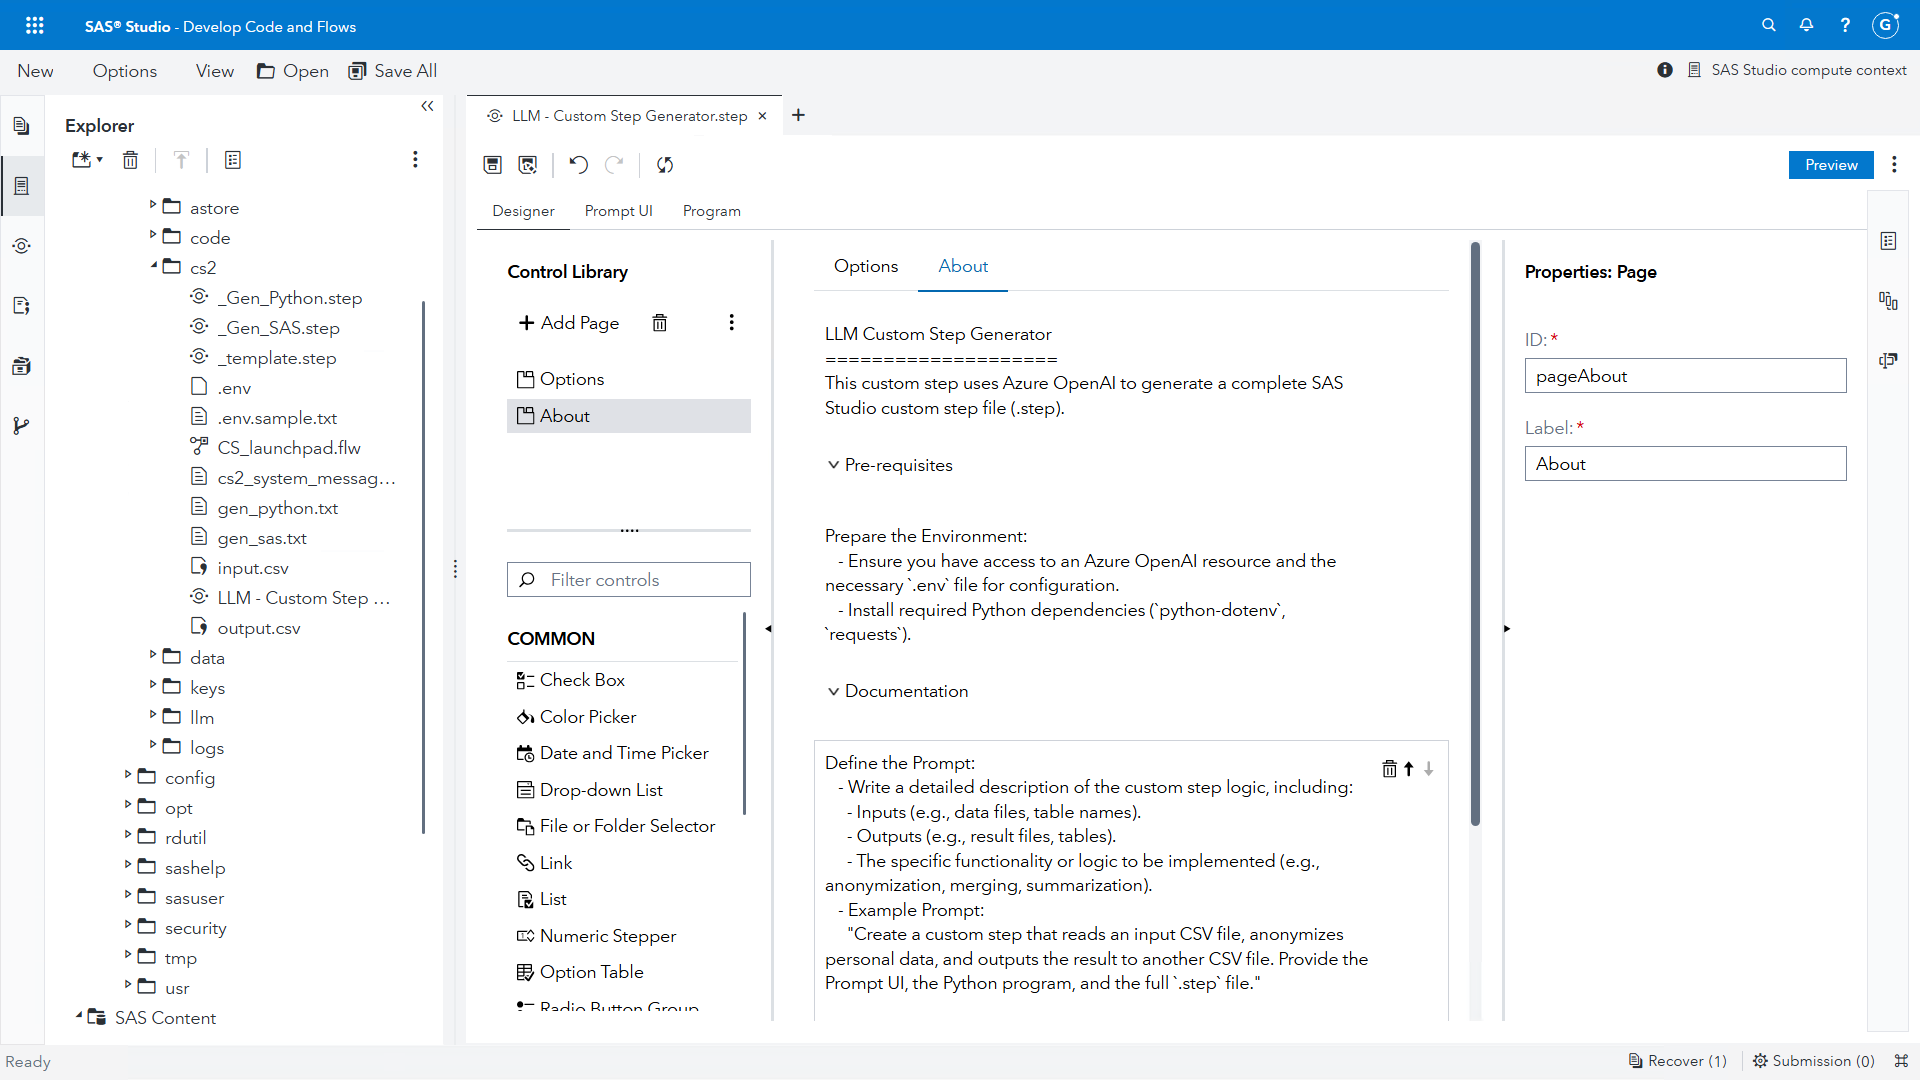 SAS® Studio - Develop Code and Flows
G
New
Options
View
Open
Save All
SAS Studio compute context
Explorer
astore
code
cs2
_Gen_Python.step
_Gen_SAS.step
_template.step
.env
.env.sample.txt
CS_launchpad.flw
cs2_system_messag...
gen_python.txt
gen_sas.txt
input.csv
LLM - Custom Step ...
output.csv
data
keys
llm
logs
config
opt
rdutil
sashelp
sasuser
security
tmp
usr
SAS Content
LLM - Custom Step Generator.step
Preview
Designer
Prompt UI
Program
Control Library
Add Page
Options
About
Filter controls
COMMON
Check Box
Color Picker
Date and Time Picker
Drop-down List
File or Folder Selector
Link
List
Numeric Stepper
Option Table
Radio Button Group
Options
About
LLM Custom Step Generator
====================
This custom step uses Azure OpenAI to generate a complete SAS
Studio custom step file (.step).
Pre-requisites
Prepare the Environment:
- Ensure you have access to an Azure OpenAI resource and the
necessary `.env` file for configuration.
- Install required Python dependencies (`python-dotenv`,
`requests`).
Documentation
Define the Prompt:
- Write a detailed description of the custom step logic, including:
- Inputs (e.g., data files, table names).
- Outputs (e.g., result files, tables).
- The specific functionality or logic to be implemented (e.g.,
anonymization, merging, summarization).
- Example Prompt:
"Create a custom step that reads an input CSV file, anonymizes
personal data, and outputs the result to another CSV file. Provide the
Prompt UI, the Python program, and the full `.step` file."
Properties: Page
ID: *
pageAbout
Label: *
About
Ready
Recover (1)
Submission (0)